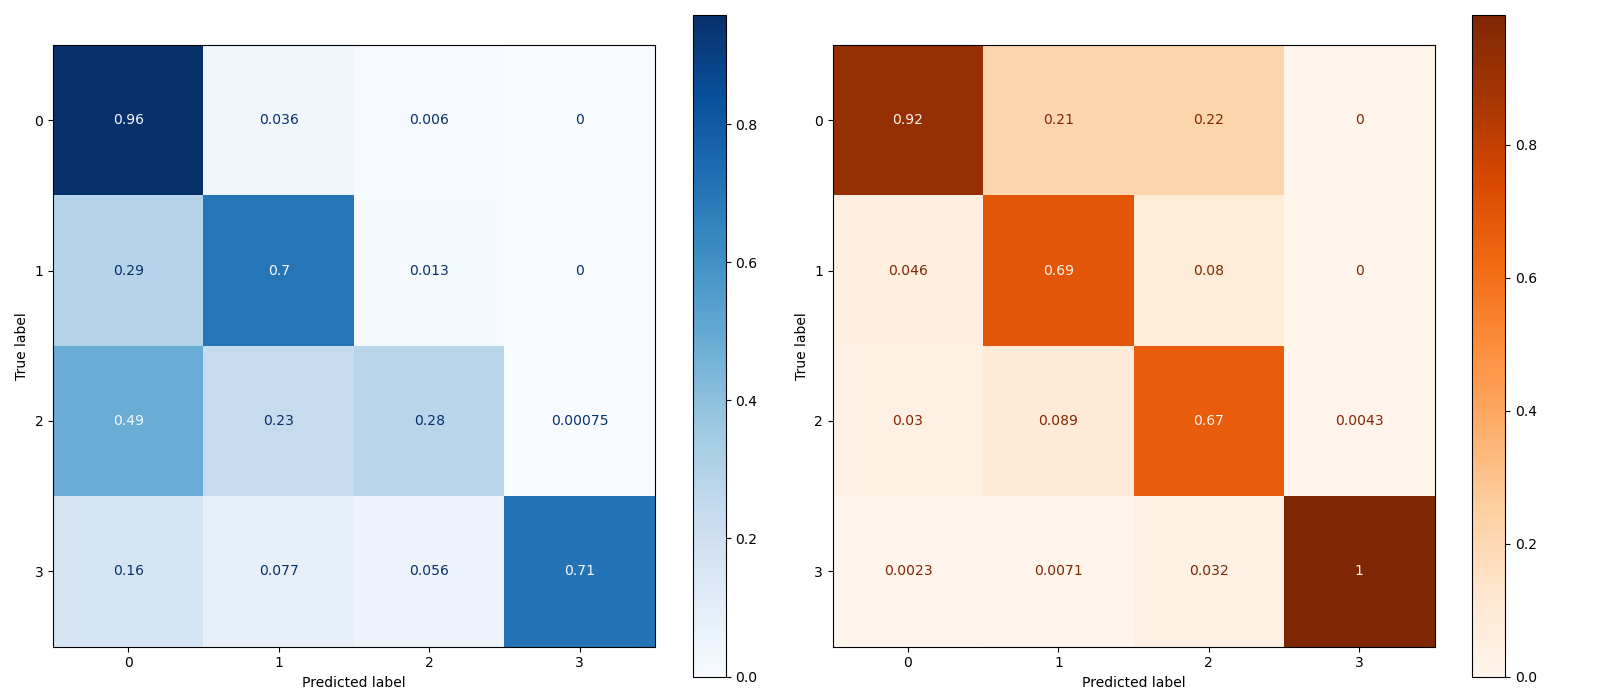 0 0.96 0.036 0.006 0
1 0.29 0.7 0.013 0
2 0.49 0.23 0.28 0.00075
3 0.16 0.077 0.056 0.71
0 1 2 3
True label
Predicted label
0.8
0.6
0.4
0.2
0.0
0 0.92 0.21 0.22 0
1 0.046 0.69 0.08 0
2 0.03 0.089 0.67 0.0043
3 0.0023 0.0071 0.032 1
0 1 2 3
True label
Predicted label
0.8
0.6
0.4
0.2
0.0